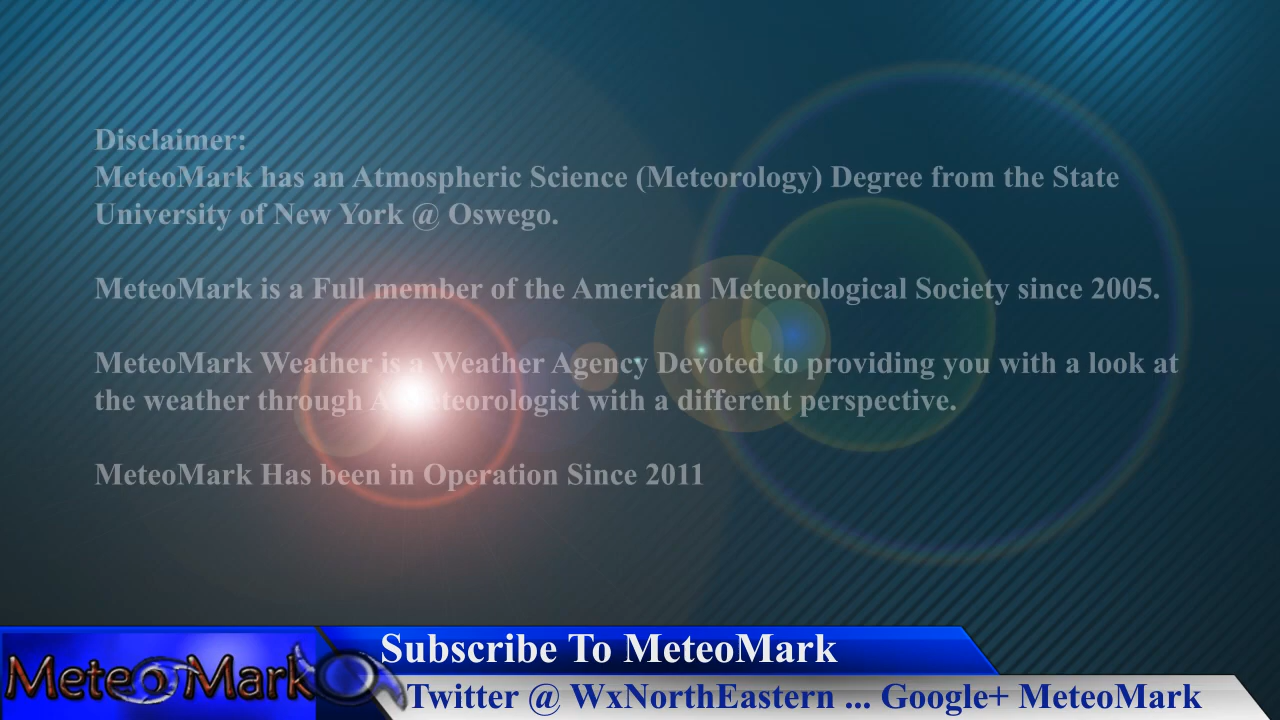 Disclaimer:
MeteoMark has an Atmospheric Science (Meteorology) Degree from the State
University of New York @ Oswego.
MeteoMark is a Full member of the American Meteorological Society since 2005.
MeteoMark Weather is a Weather Agency Devoted to providing you with a look at
the weather through A Meteorologist with a different perspective.
MeteoMark Has been in Operation Since 2011
Subscribe To MeteoMark
MeteoMark
Twitter @ WxNorthEastern ... Google+ MeteoMark